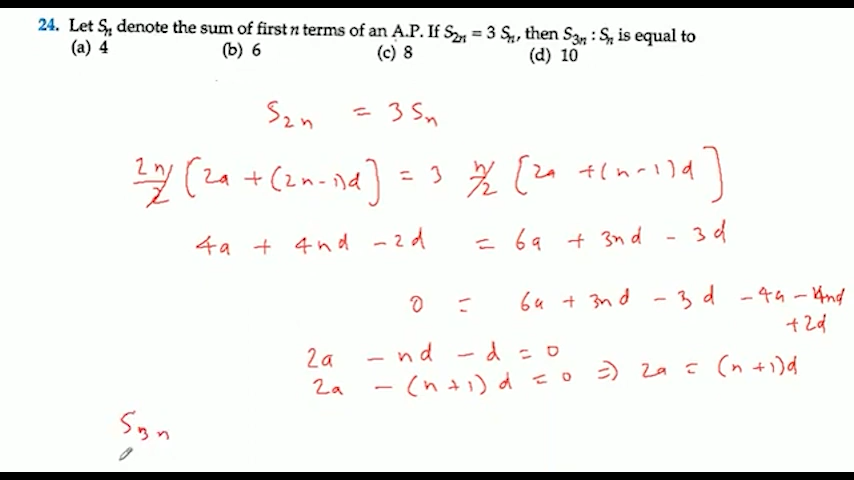 24. Let Sₙ denote the sum of first n terms of an A.P. If S₂ₙ = 3 Sₙ, then S₃ₙ : Sₙ is equal to
(a) 4 (b) 6 (c) 8 (d) 10
S₂ₙ = 3Sₙ
2n/2 [2a + (2n-1)d] = 3 n/2 [2a + (n-1)d]
4a + 4nd - 2d = 6a + 3nd - 3d
0 = 6a + 3nd - 3d - 4a - 4nd
+2d
2a - nd - d = 0
2a - (n+1) d = 0 ⇒ 2a = (n+1)d
S₃ₙ